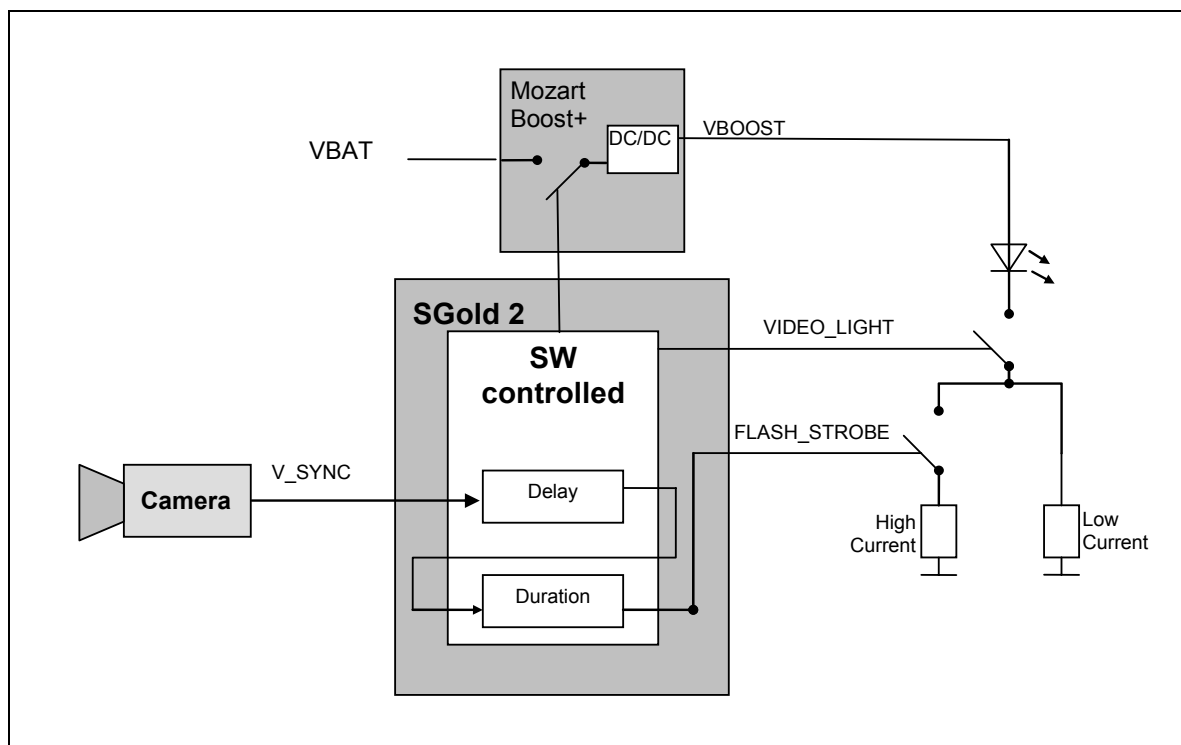 Mozart
Boost+
DC/DC
VBOOST
VBAT
SGold 2
SW
controlled
VIDEO_LIGHT
FLASH_STROBE
V_SYNC
Camera
Delay
Duration
High
Current
Low
Current